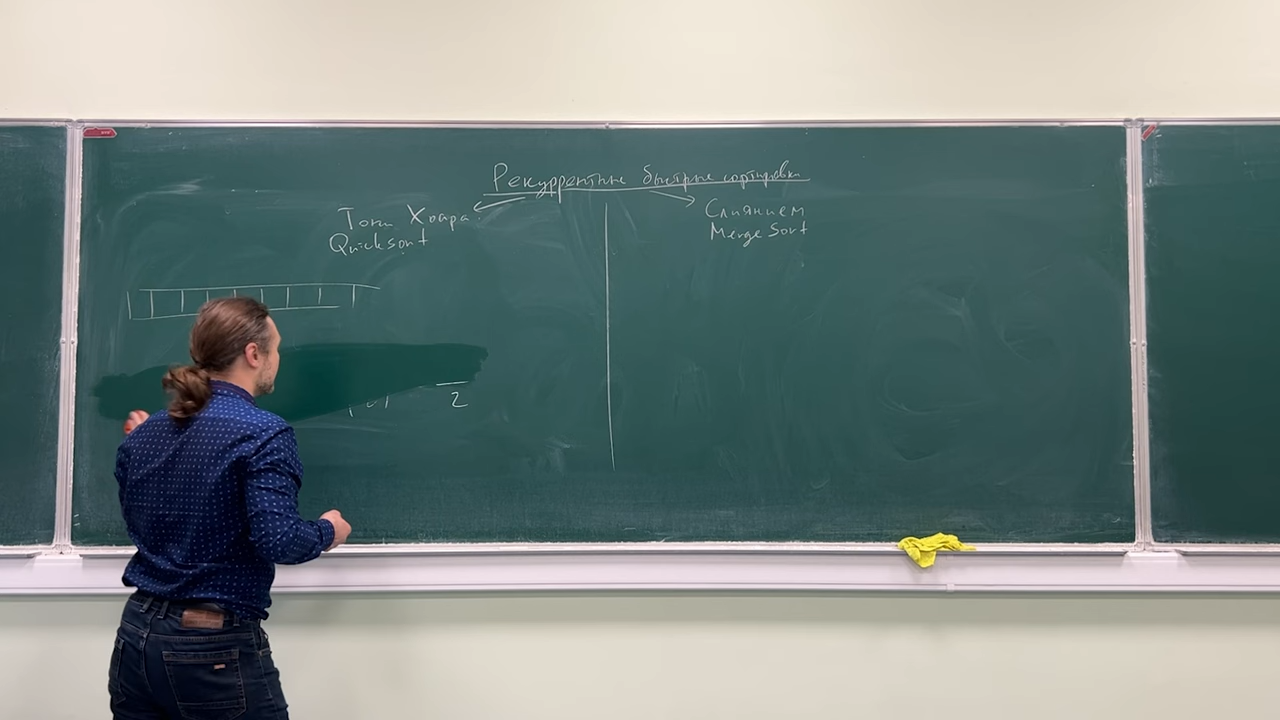 Рекуррентные быстрые сортировки
Тони Хоара
Quicksort
Слиянием
Merge Sort
2